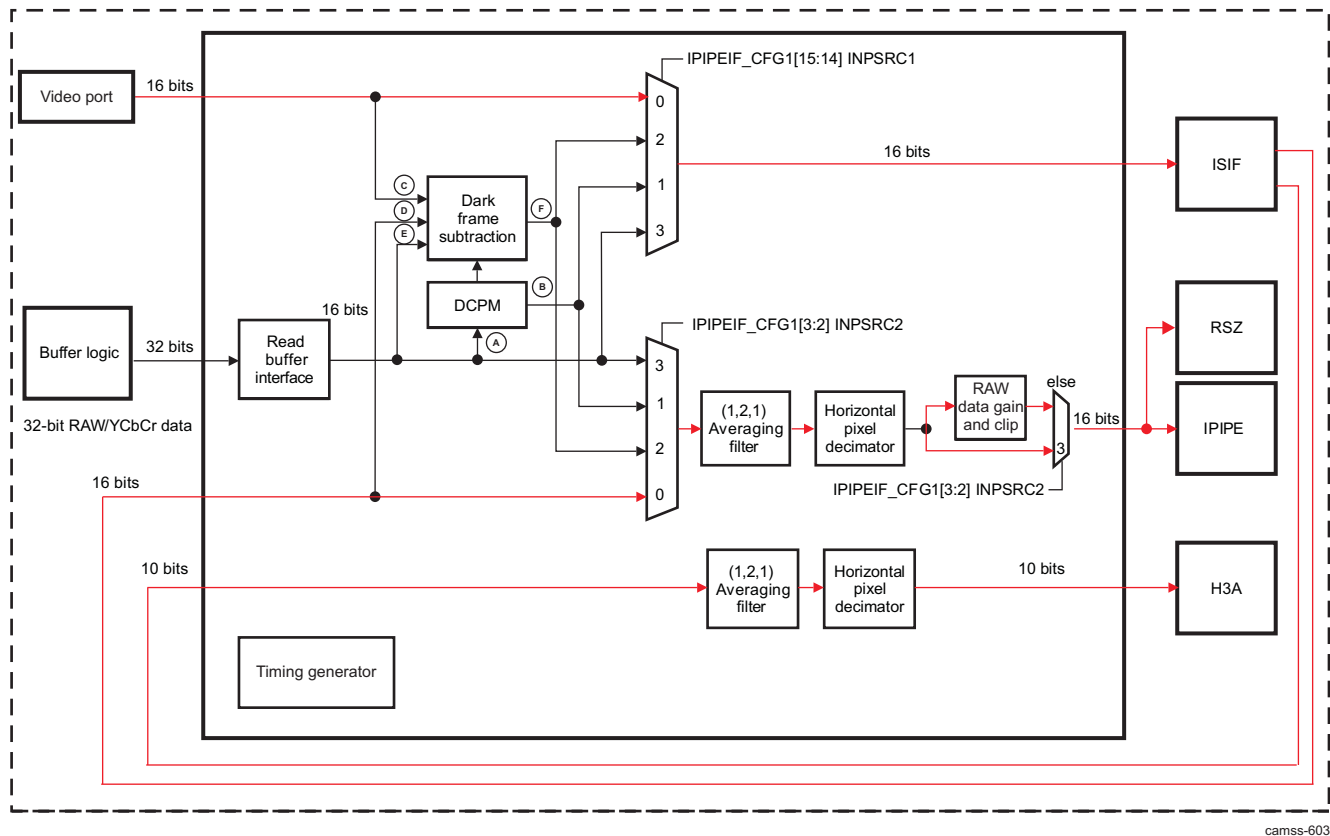 IPIPEIF_CFG1[15:14] INPSRC1
Video port
16 bits
0
2
1
3
16 bits
ISIF
C
D
E
Dark
frame
subtraction
F
DCPM
B
A
16 bits
Buffer logic
32 bits
Read
buffer
interface
32-bit RAW/YCbCr data
IPIPEIF_CFG1[3:2] INPSRC2
3
1
2
0
(1,2,1)
Averaging
filter
Horizontal
pixel
decimator
RAW
data gain
and clip
else
3
16 bits
IPIPEIF_CFG1[3:2] INPSRC2
RSZ
IPIPE
16 bits
10 bits
(1,2,1)
Averaging
filter
Horizontal
pixel
decimator
10 bits
H3A
Timing generator
camss-603